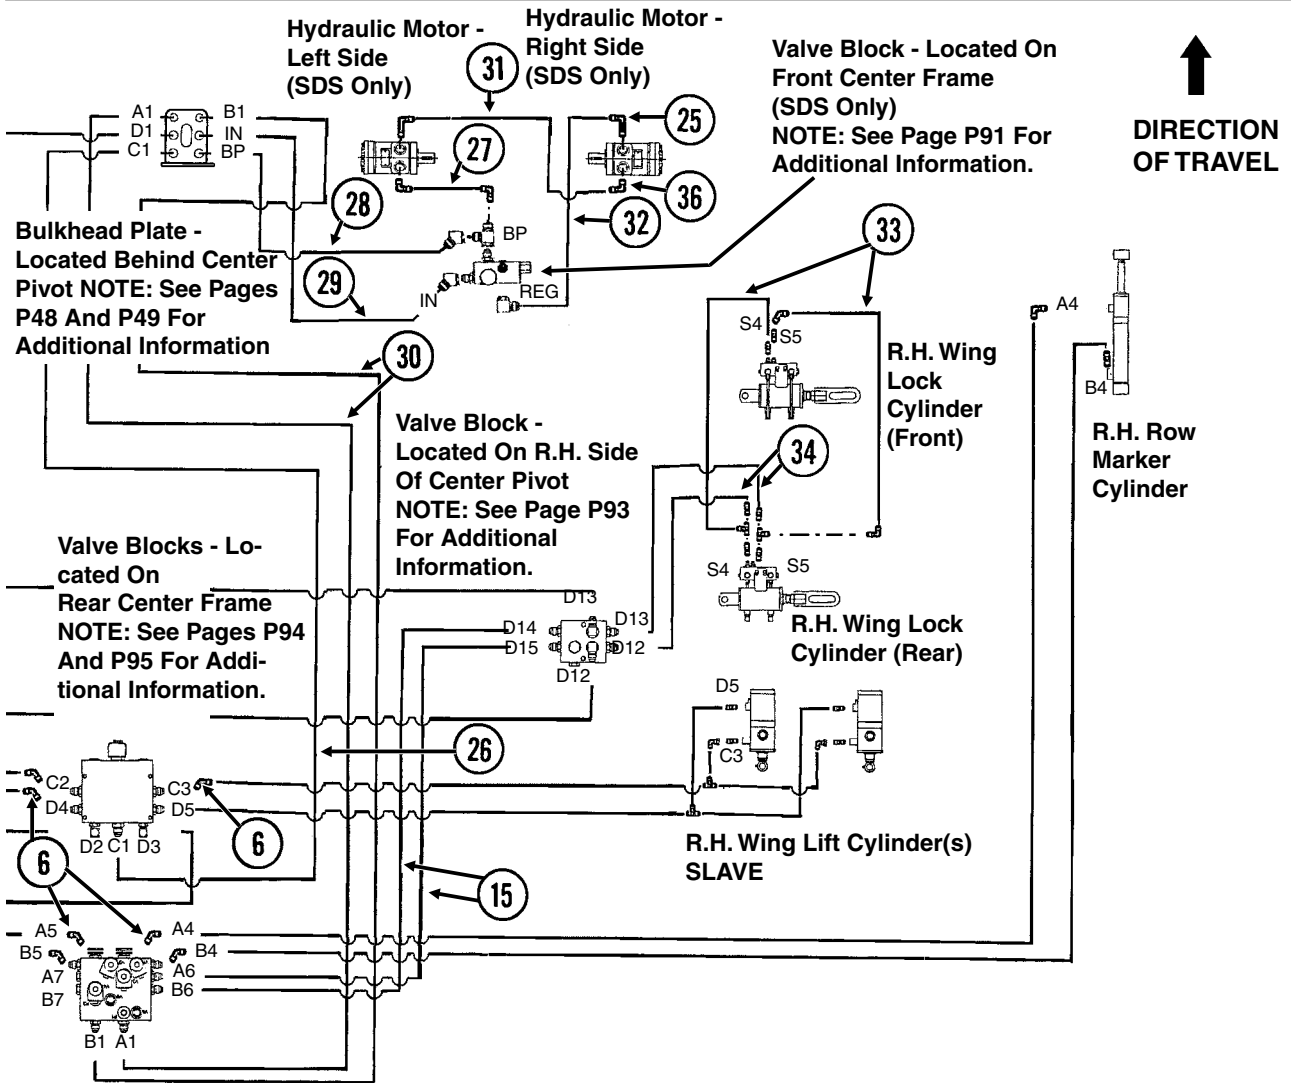 Hydraulic Motor -
Left Side
(SDS Only)
Hydraulic Motor -
Right Side
(SDS Only)
Valve Block - Located On
Front Center Frame
(SDS Only)
NOTE: See Page P91 For
Additional Information.
DIRECTION
OF TRAVEL
31
25
A1
D1
C1
B1
IN
BP
27
36
28
32
33
BP
IN
REG
29
Bulkhead Plate -
Located Behind Center
Pivot NOTE: See Pages
P48 And P49 For
Additional Information
30
S4
S5
A4
B4
R.H. Wing
Lock
Cylinder
(Front)
R.H. Row
Marker
Cylinder
Valve Block -
Located On R.H. Side
Of Center Pivot
NOTE: See Page P93
For Additional
Information.
34
Valve Blocks - Lo-
cated On
Rear Center Frame
NOTE: See Pages P94
And P95 For Addi-
tional Information.
S4
S5
D13
D14
D13
D15
D12
D12
R.H. Wing Lock
Cylinder (Rear)
D5
C3
26
C2
C3
D4
D5
D2 C1 D3
6
6
15
R.H. Wing Lift Cylinder(s)
SLAVE
A5
A4
B5
B4
A7
A6
B7
B6
B1 A1